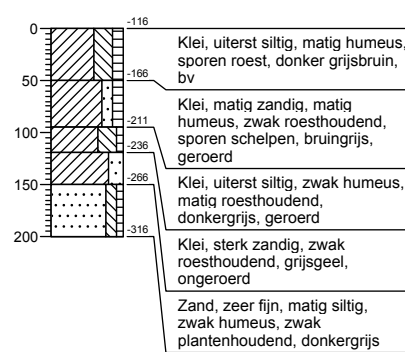 0
50
100
150
200
-116
-166
-211
-236
-266
-316
Klei, uiterst siltig, matig humeus,
sporen roest, donker grijsbruin,
bv
Klei, matig zandig, matig
humeus, zwak roesthoudend,
sporen schelpen, bruingrijs,
geroerd
Klei, uiterst siltig, zwak humeus,
matig roesthoudend,
donkergrijs, geroerd
Klei, sterk zandig, zwak
roesthoudend, grijsgeel,
ongeroerd
Zand, zeer fijn, matig siltig,
zwak humeus, zwak
plantenhoudend, donkergrijs